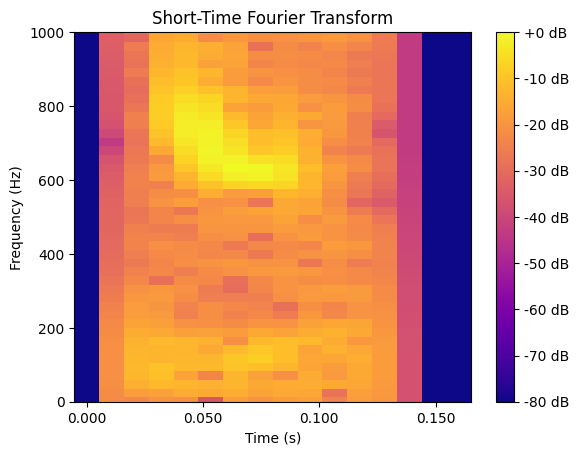 Short-Time Fourier Transform
1000
800
600
400
200
0
Frequency (Hz)
0.000
0.050
0.100
0.150
Time (s)
+0 dB
-10 dB
-20 dB
-30 dB
-40 dB
-50 dB
-60 dB
-70 dB
-80 dB